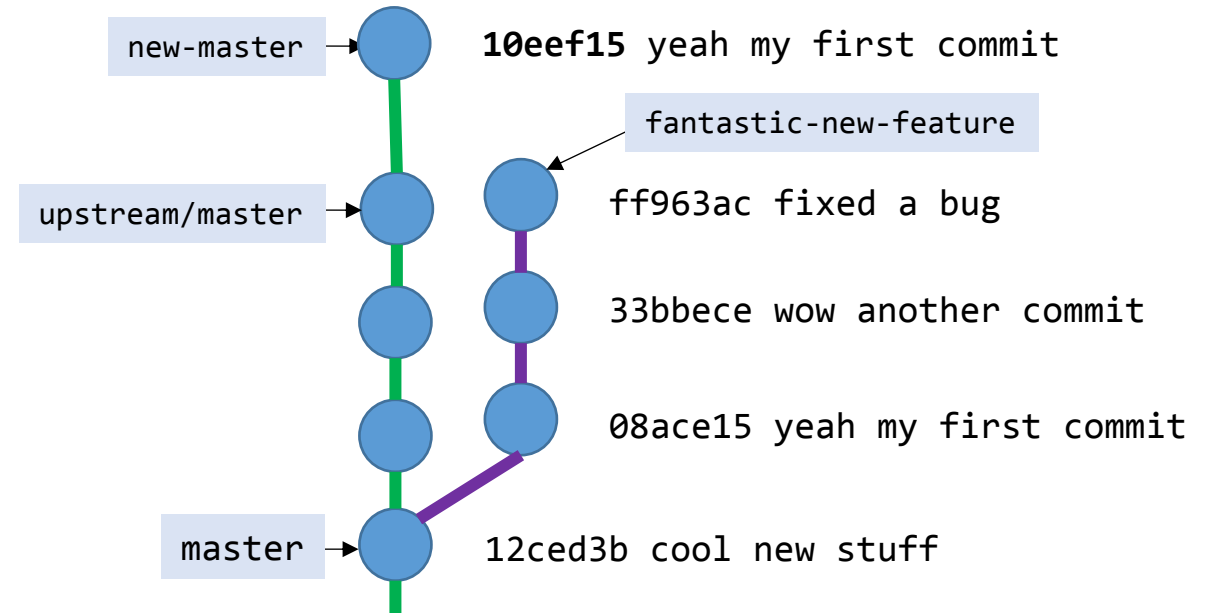 new-master
10eef15 yeah my first commit
fantastic-new-feature
upstream/master
ff963ac fixed a bug
33bbece wow another commit
08ace15 yeah my first commit
master
12ced3b cool new stuff